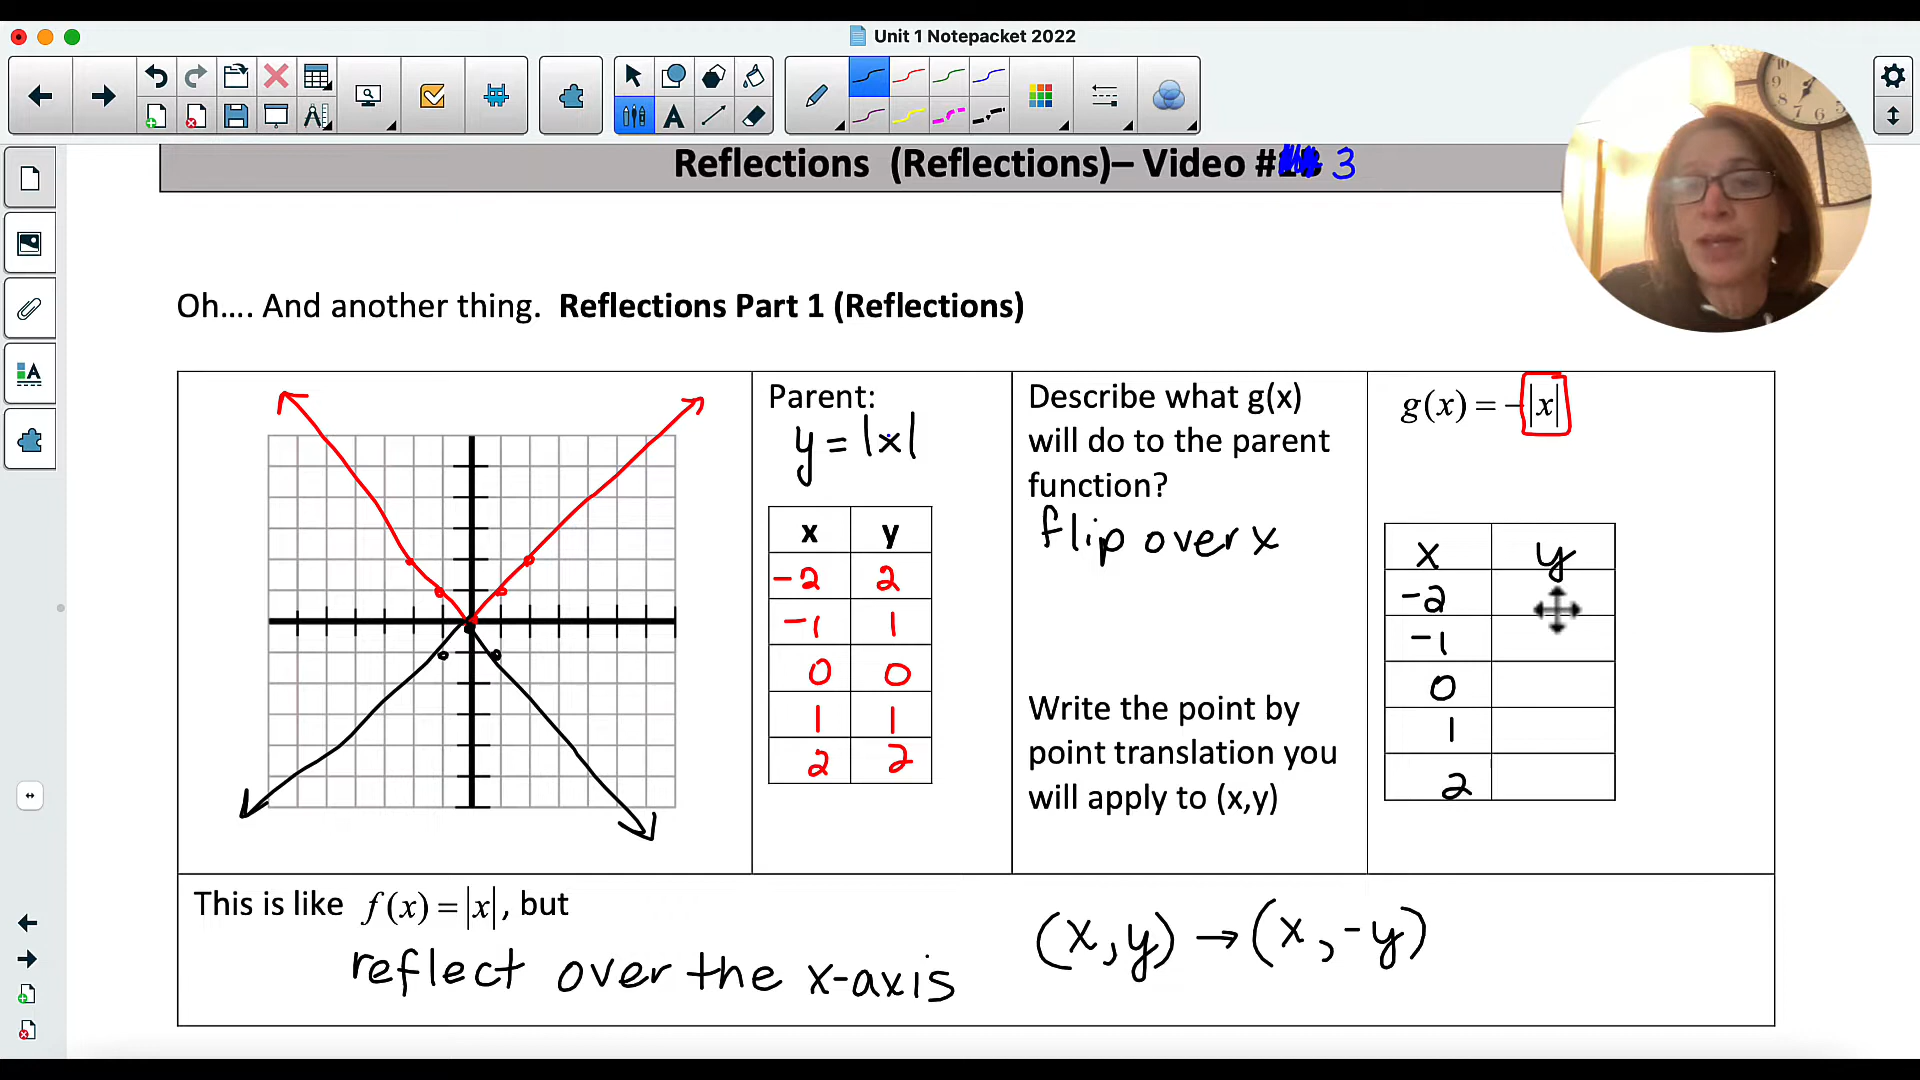 Unit 1 Notepacket 2022
Reflections (Reflections)– Video # 3
Oh.... And another thing. Reflections Part 1 (Reflections)
Parent:
y = |x|
x y
-2 2
-1 1
0 0
1 1
2 2
Describe what g(x)
will do to the parent
function?
flip over x
Write the point by
point translation you
will apply to (x,y)
g(x) = -|x|
x y
-2
-1
0
1
2
This is like f(x) = |x|, but
reflect over the x-axis
(x,y) → (x,-y)